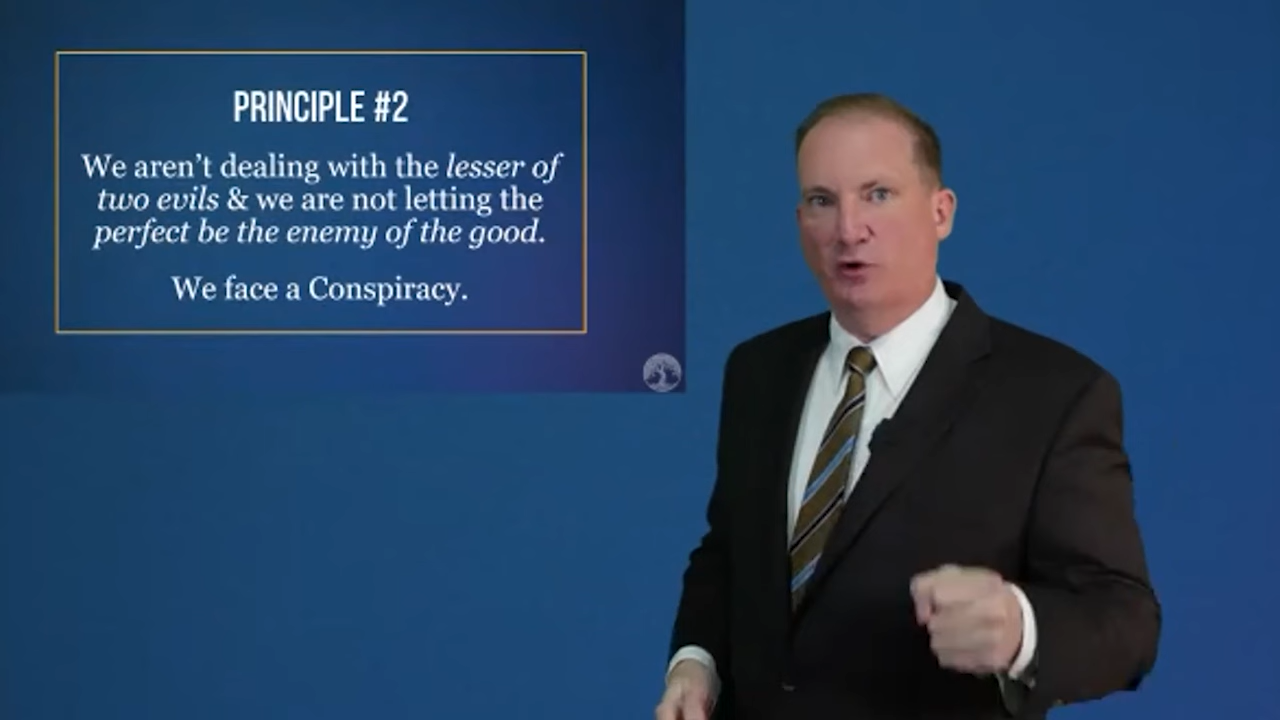 PRINCIPLE #2
We aren't dealing with the lesser of
two evils & we are not letting the
perfect be the enemy of the good.
We face a Conspiracy.